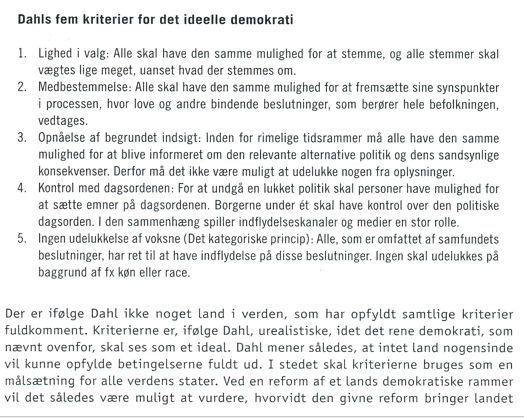 Dahls fem kriterier for det ideelle demokrati
1. Lighed i valg: Alle skal have den samme mulighed for at stemme, og alle stemmer skal
vægtes lige meget, uanset hvad der stemmes om.
2. Medbestemmelse: Alle skal have den samme mulighed for at fremsætte sine synspunkter
i processen, hvor love og andre bindende beslutninger, som berører hele befolkningen,
vedtages.
3. Opnåelse af begrundet indsigt: Inden for rimelige tidsrammer må alle have den samme
mulighed for at blive informeret om den relevante alternative politik og dens sandsynlige
konsekvenser. Derfor må det ikke være muligt at udelukke nogen fra oplysninger.
4. Kontrol med dagsordenen: For at undgå en lukket politik skal personer have mulighed for
at sætte emner på dagsordenen. Borgerne under ét skal have kontrol over den politiske
dagsorden. I den sammenhæng spiller indflydelseskanaler og medier en stor rolle.
5. Ingen udelukkelse af voksne (Det kategoriske princip): Alle, som er omfattet af samfundets
beslutninger, har ret til at have indflydelse på disse beslutninger. Ingen skal udelukkes på
baggrund af fx køn eller race.
Der er ifølge Dahl ikke noget land i verden, som har opfyldt samtlige kriterier
fuldkomment. Kriterierne er, ifølge Dahl, urealistiske, idet det rene demokrati, som
nævnt ovenfor, skal ses som et ideal. Dahl mener således, at intet land nogensinde
vil kunne opfylde betingelserne fuldt ud. I stedet skal kriterierne bruges som en
målsætning for alle verdens stater. Ved en reform af et lands demokratiske rammer
vil det således være muligt at vurdere, hvorvidt den givne reform bringer landet